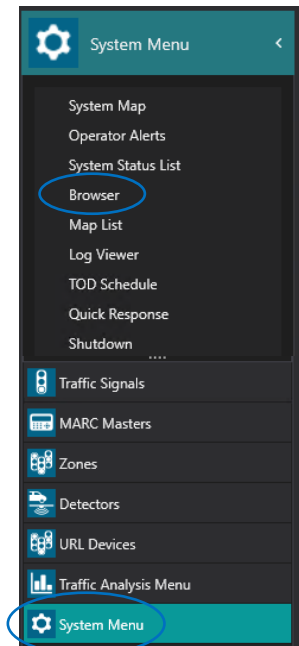 System Menu
System Map
Operator Alerts
System Status List
Browser
Map List
Log Viewer
TOD Schedule
Quick Response
Shutdown
Traffic Signals
MARC Masters
Zones
Detectors
URL Devices
Traffic Analysis Menu
System Menu